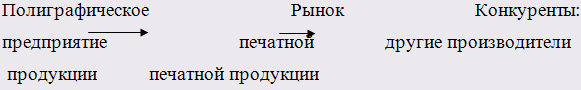 Полиграфическое Рынок Конкуренты:
предприятие печатной другие производители
продукции печатной продукции